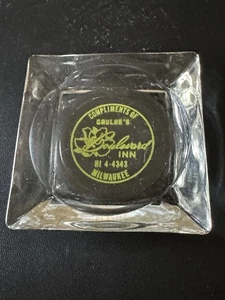 COMPLIMENTS OF
GAULKE'S
Boulevard
INN
HI 4-4343
MILWAUKEE